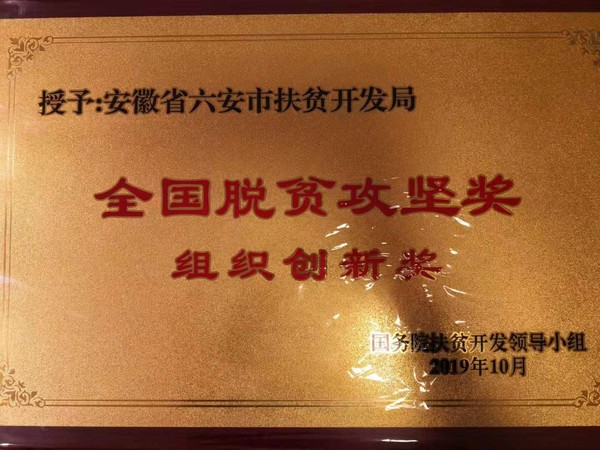 授予:安徽省六安市扶贫开发局
全国脱贫攻坚奖
组织创新奖
国务院扶贫开发领导小组
2019年10月